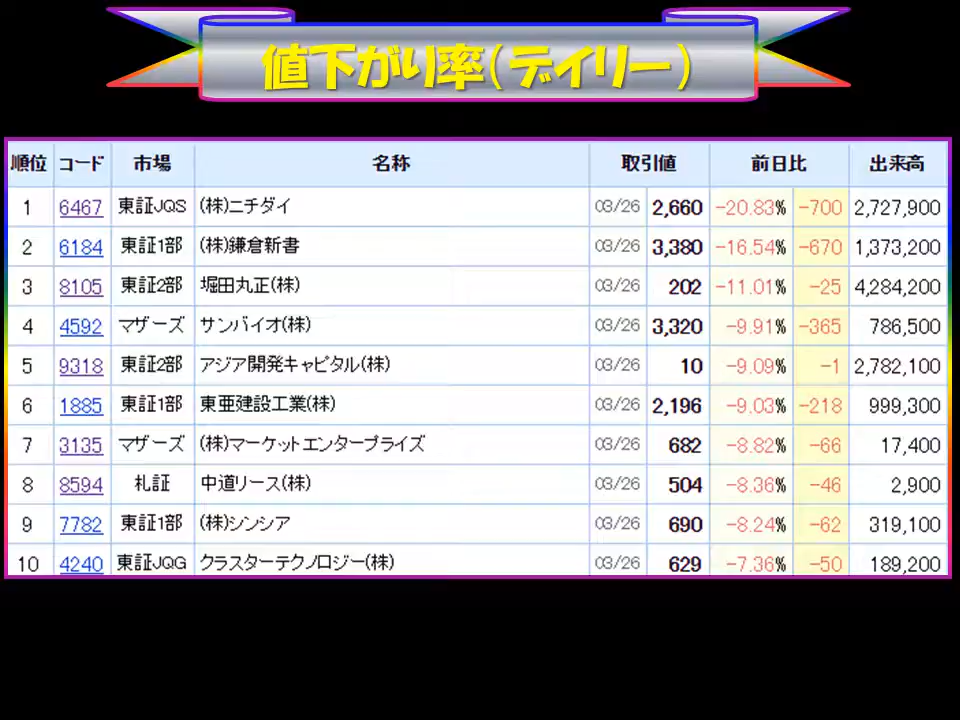 値下がり率(デイリー)
順位 コード 市場 名称 取引値 前日比 出来高
1 6467 東証JQS (株)ニチダイ 03/26 2,660 -20.83% -700 2,727,900
2 6184 東証1部 (株)鎌倉新書 03/26 3,380 -16.54% -670 1,373,200
3 8105 東証2部 堀田丸正(株) 03/26 202 -11.01% -25 4,284,200
4 4592 マザーズ サンバイオ(株) 03/26 3,320 -9.91% -365 786,500
5 9318 東証2部 アジア開発キャピタル(株) 03/26 10 -9.09% -1 2,782,100
6 1885 東証1部 東亜建設工業(株) 03/26 2,196 -9.03% -218 999,300
7 3135 マザーズ (株)マーケットエンタープライズ 03/26 682 -8.82% -66 17,400
8 8594 札証 中道リース(株) 03/26 504 -8.36% -46 2,900
9 7782 東証1部 (株)シンシア 03/26 690 -8.24% -62 319,100
10 4240 東証JQG クラスターテクノロジー(株) 03/26 629 -7.36% -50 189,200